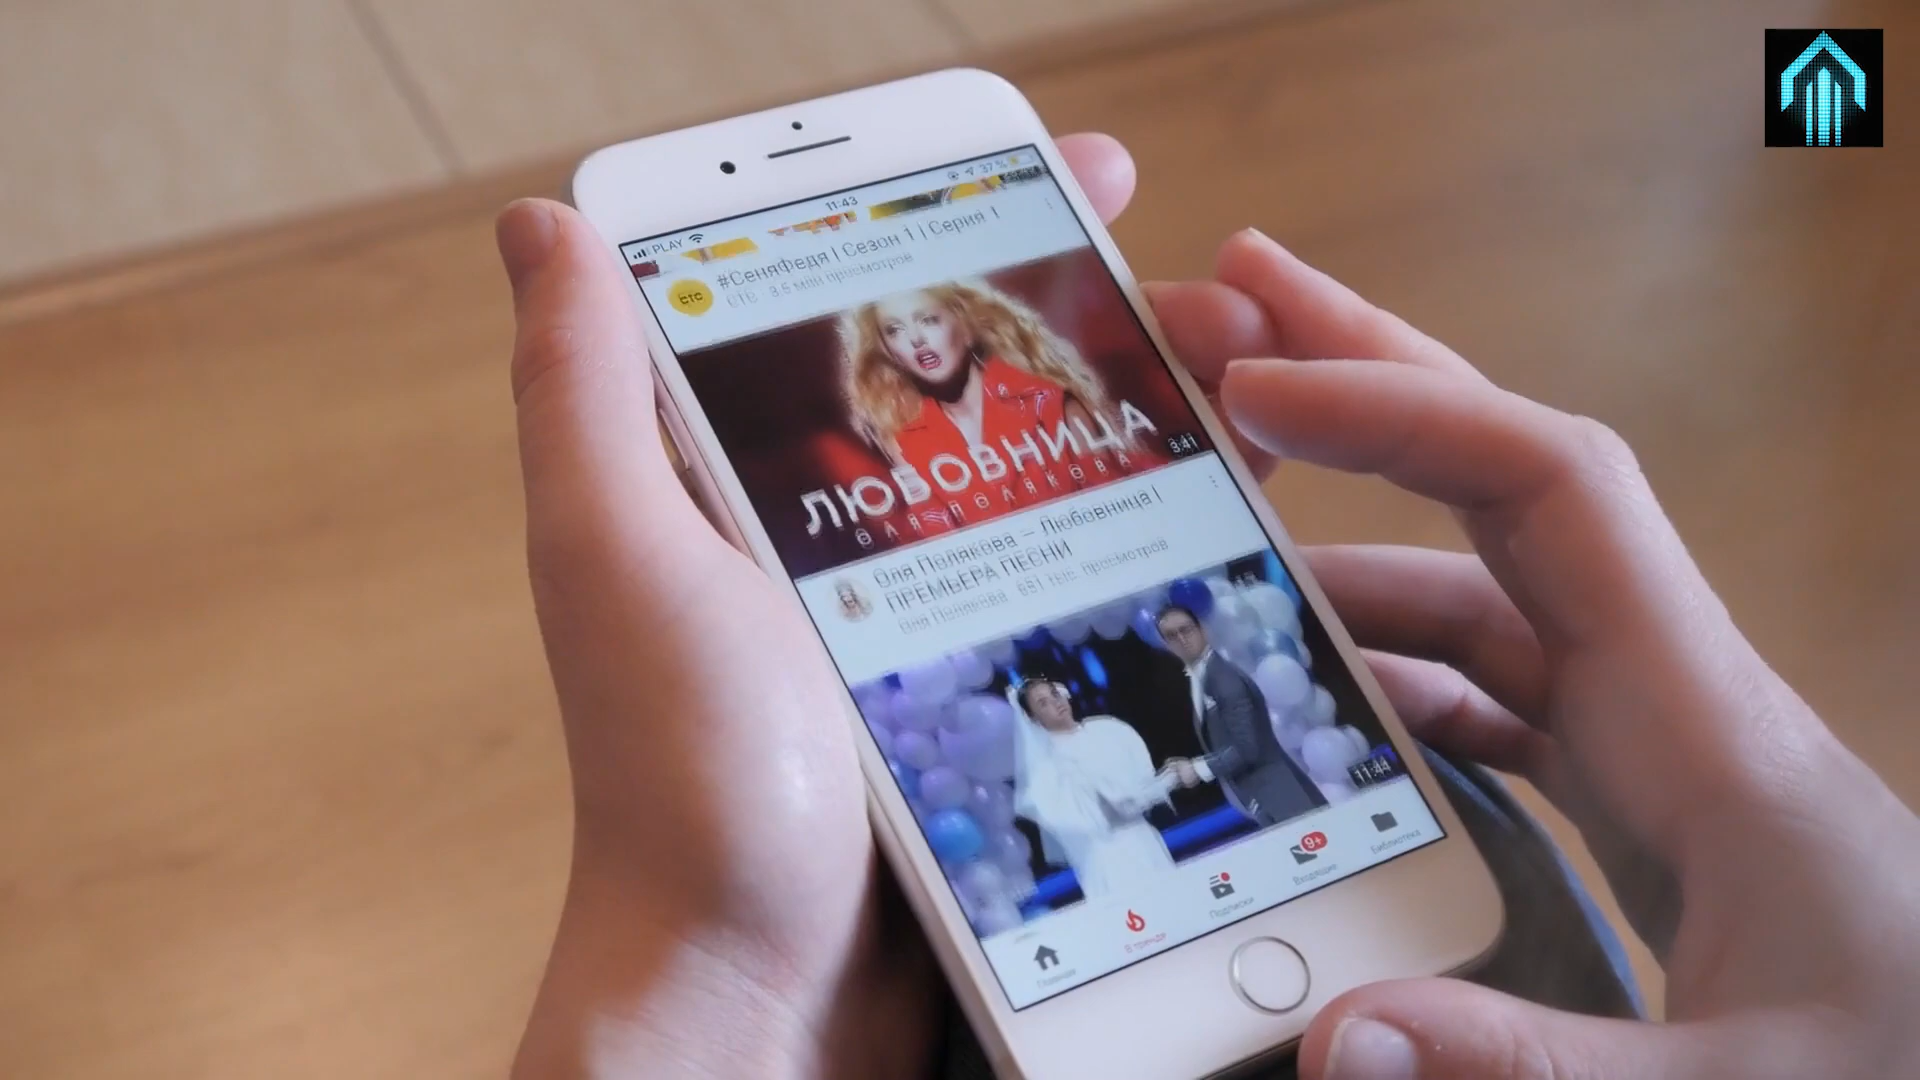 PLAY
11:43
37 %
#СеняФедя | Сезон 1 | Серия 1
СТС 3,5 млн просмотров
стс
ЛЮБОВНИЦА
ОЛЯ ПОЛЯКОВА
3:41
Оля Полякова – Любовница |
ПРЕМЬЕРА ПЕСНИ
Оля Полякова 651 тыс. просмотров
11:44
Главная
В тренде
Подписки
9+
Входящие
Библиотека